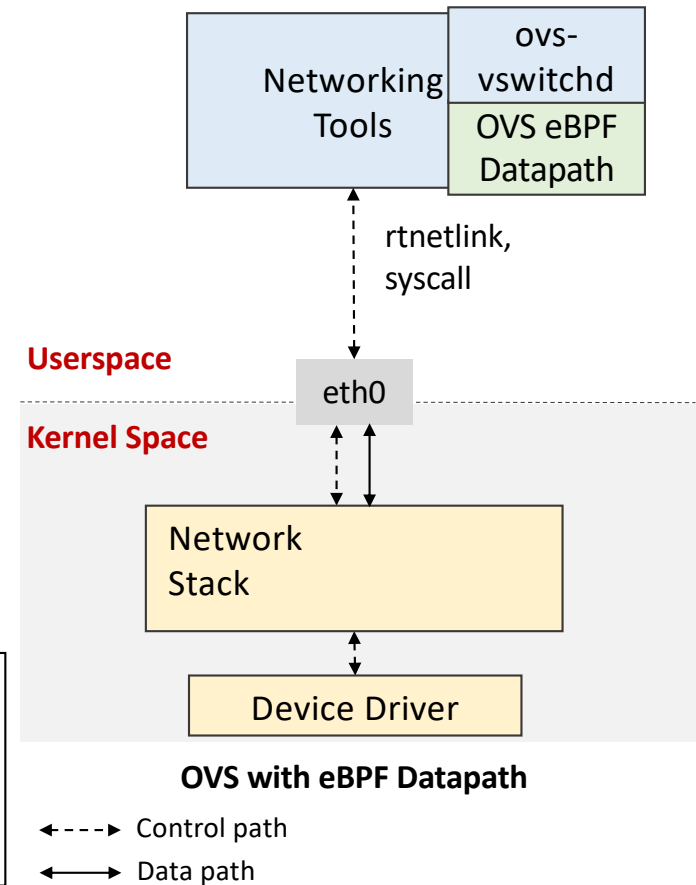 Networking
Tools
ovs-
vswitchd
OVS eBPF
Datapath
rtnetlink,
syscall
Userspace
eth0
Kernel Space
Network
Stack
Device Driver
OVS with eBPF Datapath
Control path
Data path